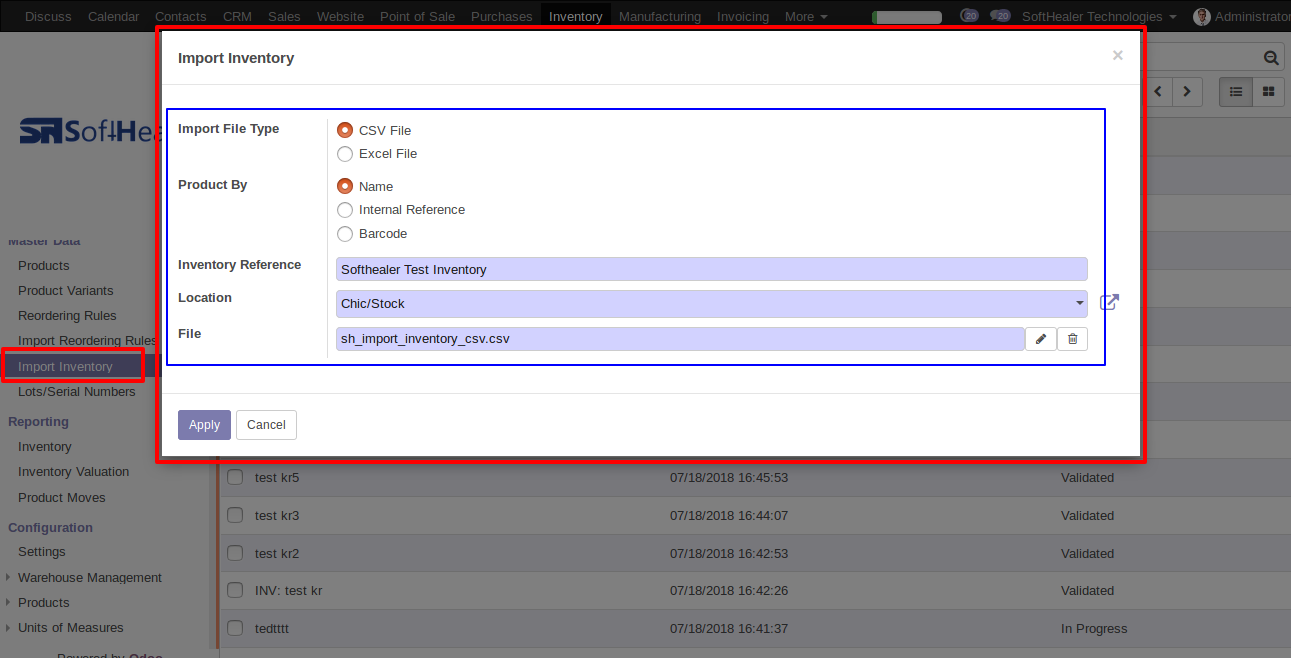 Discuss Calendar Contacts CRM Sales Website Point of Sale Purchases Inventory Manufacturing Invoicing More 20 20 SoftHealer Technologies Administrator
Import Inventory ×
SoftHea
Import File Type CSV File
Excel File
Product By Name
Internal Reference
Barcode
Inventory Reference Softhealer Test Inventory
Location Chic/Stock
File sh_import_inventory_csv.csv
Apply Cancel
Master Data
Products
Product Variants
Reordering Rules
Import Reordering Rules
Import Inventory
Lots/Serial Numbers
Reporting
Inventory
Inventory Valuation
Product Moves
Configuration
Settings
Warehouse Management
Products
Units of Measures
Powered by Odoo
test kr5 07/18/2018 16:45:53 Validated
test kr3 07/18/2018 16:44:07 Validated
test kr2 07/18/2018 16:42:53 Validated
INV: test kr 07/18/2018 16:42:26 Validated
tedtttt 07/18/2018 16:41:37 In Progress